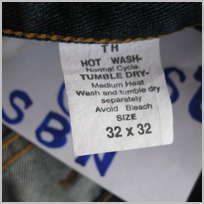 TH
HOT WASH-
Normal Cycle
TUMBLE DRY-
Medium Heat
Wash and tumble dry
separately
Avoid Bleach
SIZE
32 x 32
SBN